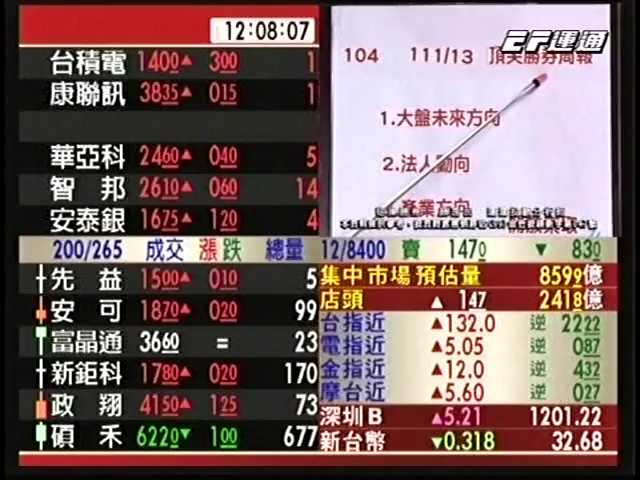 12:08:07
EF運通
台積電 1400▲ 300 1
康聯訊 3835▲ 015 1
華亞科 2460▲ 040 5
智邦 2610▲ 060 14
安泰銀 1675▲ 120 4
104 111/13 頂尖勝券周報
1.大盤未來方向
2.法人動向
產業方向
200/265 成交 漲跌 總量 12/8400 賣 1470 ▼ 830
先益 1500▲ 010 5
安可 1870▲ 020 99
富晶通 3660 = 23
新鉅科 1780▲ 020 170
政翔 4150▲ 125 73
碩禾 6220▼ 100 677
集中市場預估量 8599億
店頭 ▲ 147 2418億
台指近 ▲132.0 逆 2222
電指近 ▲5.05 逆 087
金指近 ▲12.0 逆 432
摩台近 ▲5.60 逆 027
深圳B ▲5.21 1201.22
新台幣 ▼0.318 32.68